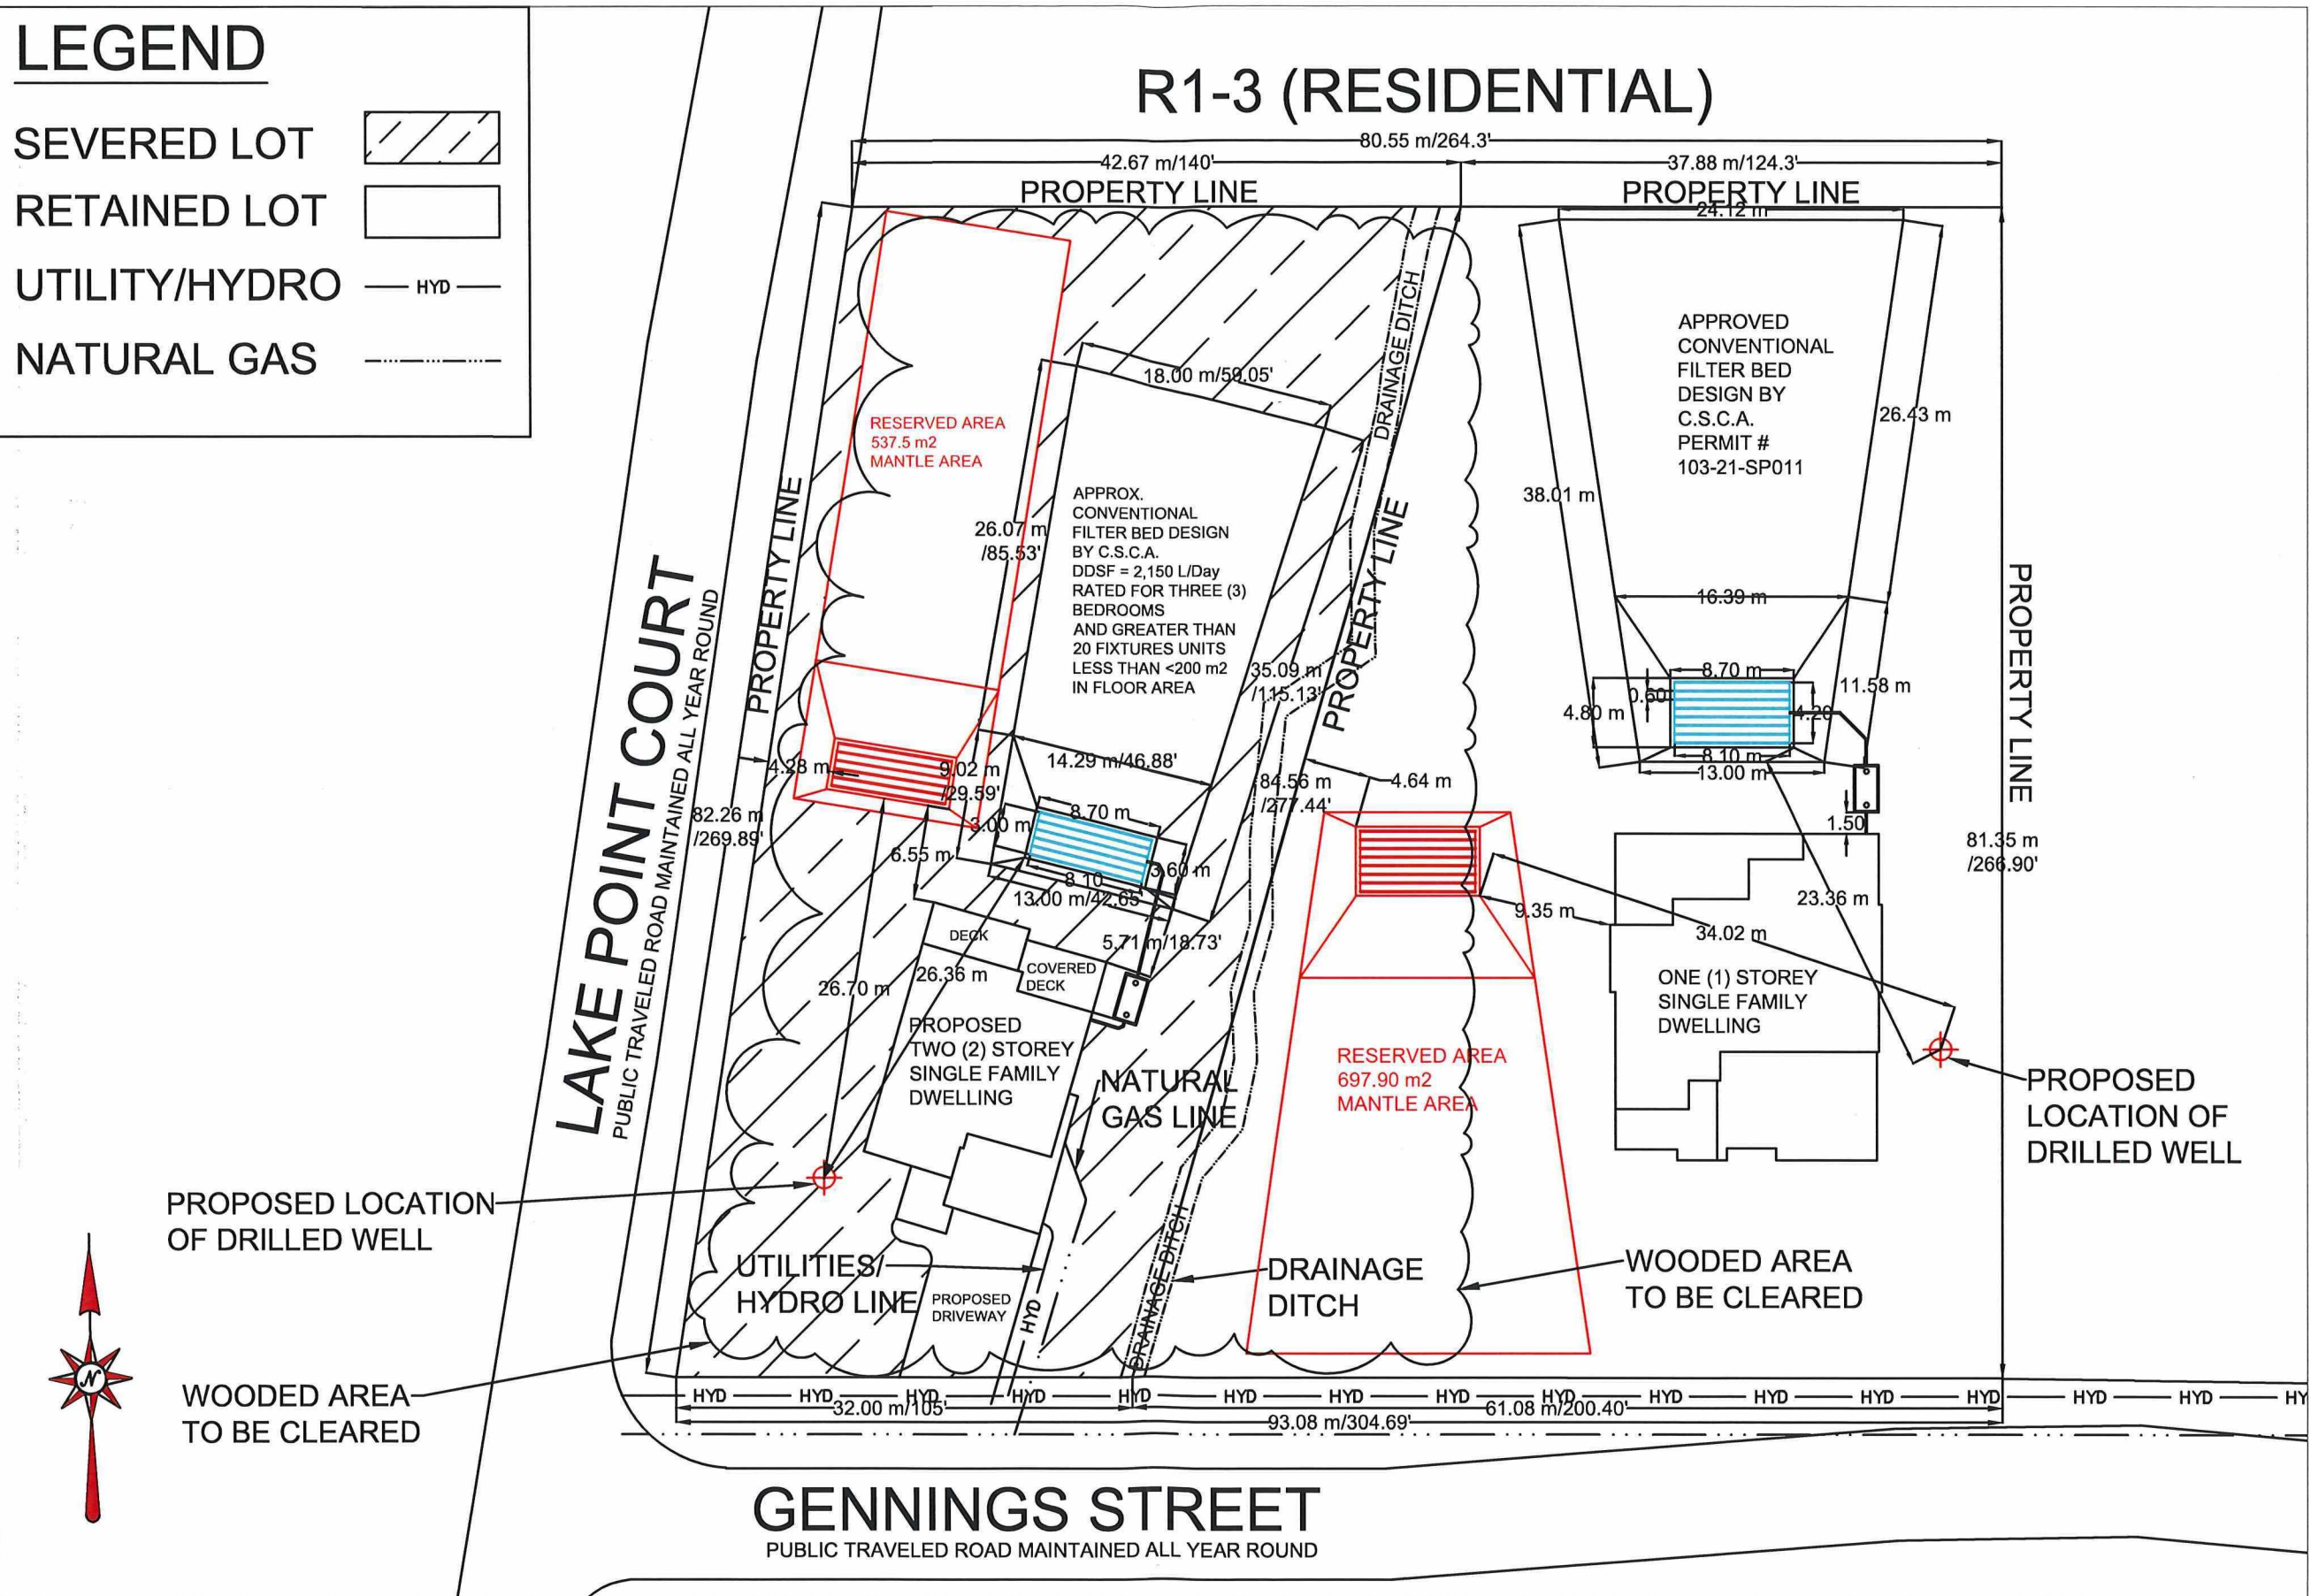 LEGEND
SEVERED LOT
RETAINED LOT
UTILITY/HYDRO
HYD
NATURAL GAS
R1-3 (RESIDENTIAL)
80.55 m/264.3'
42.67 m/140'
37.88 m/124.3'
PROPERTY LINE
PROPERTY LINE
24.12 m
DRAINAGE DITCH
18.00 m/59.05'
RESERVED AREA
537.5 m2
MANTLE AREA
APPROVED
CONVENTIONAL
FILTER BED
DESIGN BY
C.S.C.A.
PERMIT #
103-21-SP011
26.43 m
38.01 m
APPROX.
CONVENTIONAL
FILTER BED DESIGN
BY C.S.C.A.
DDSF = 2,150 L/Day
RATED FOR THREE (3)
BEDROOMS
AND GREATER THAN
20 FIXTURES UNITS
LESS THAN <200 m2
IN FLOOR AREA
26.07 m
/85.53'
PROPERTY LINE
PROPERTY LINE
PROPERTY LINE
LAKE POINT COURT
PUBLIC TRAVELED ROAD MAINTAINED ALL YEAR ROUND
35.09 m
/115.13'
16.39 m
8.70 m
0.60
4.80 m
4.20
11.58 m
8.10 m
13.00 m
1.50
4.28 m
9.02 m
/29.59'
14.29 m/46.88'
84.56 m
/277.44'
4.64 m
82.26 m
/269.89'
3.00 m
8.70 m
6.55 m
8.10
3.60 m
13.00 m/42.65'
5.71 m/18.73'
81.35 m
/266.90'
23.36 m
9.35 m
34.02 m
DECK
COVERED
DECK
26.36 m
26.70 m
ONE (1) STOREY
SINGLE FAMILY
DWELLING
PROPOSED
TWO (2) STOREY
SINGLE FAMILY
DWELLING
NATURAL
GAS LINE
RESERVED AREA
697.90 m2
MANTLE AREA
PROPOSED
LOCATION OF
DRILLED WELL
PROPOSED LOCATION
OF DRILLED WELL
UTILITIES/
HYDRO LINE
PROPOSED
DRIVEWAY
HYD
DRAINAGE DITCH
DRAINAGE
DITCH
WOODED AREA
TO BE CLEARED
N
WOODED AREA
TO BE CLEARED
HYD HYD HYD HYD HYD HYD HYD HYD HYD HYD HYD HYD HYD HYD HYD HY
32.00 m/105'
61.08 m/200.40'
93.08 m/304.69'
GENNINGS STREET
PUBLIC TRAVELED ROAD MAINTAINED ALL YEAR ROUND